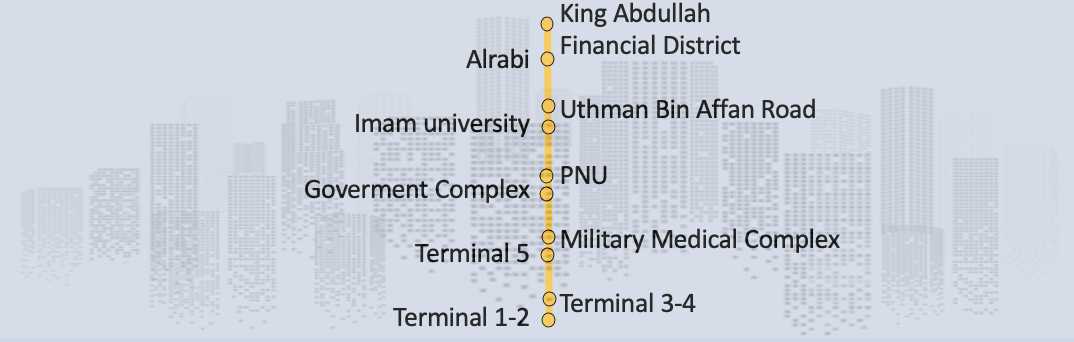 King Abdullah
Financial District
Alrabi
Uthman Bin Affan Road
Imam university
PNU
Goverment Complex
Military Medical Complex
Terminal 5
Terminal 3-4
Terminal 1-2